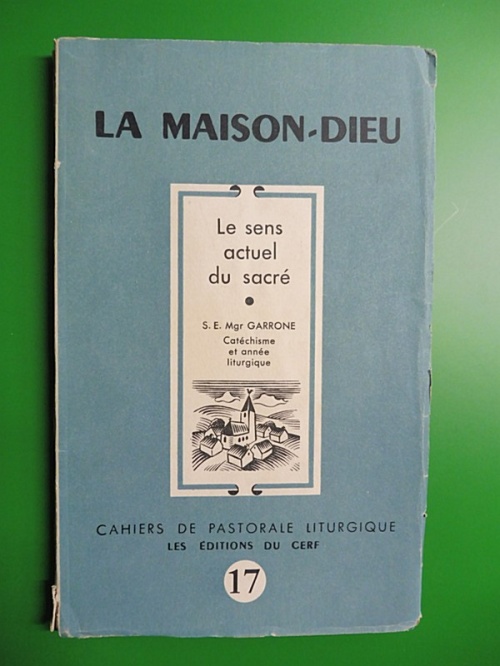 LA MAISON-DIEU
Le sens
actuel
du sacré
S. E. Mgr GARRONE
Catéchisme
et année
liturgique
CAHIERS DE PASTORALE LITURGIQUE
LES ÉDITIONS DU CERF
17